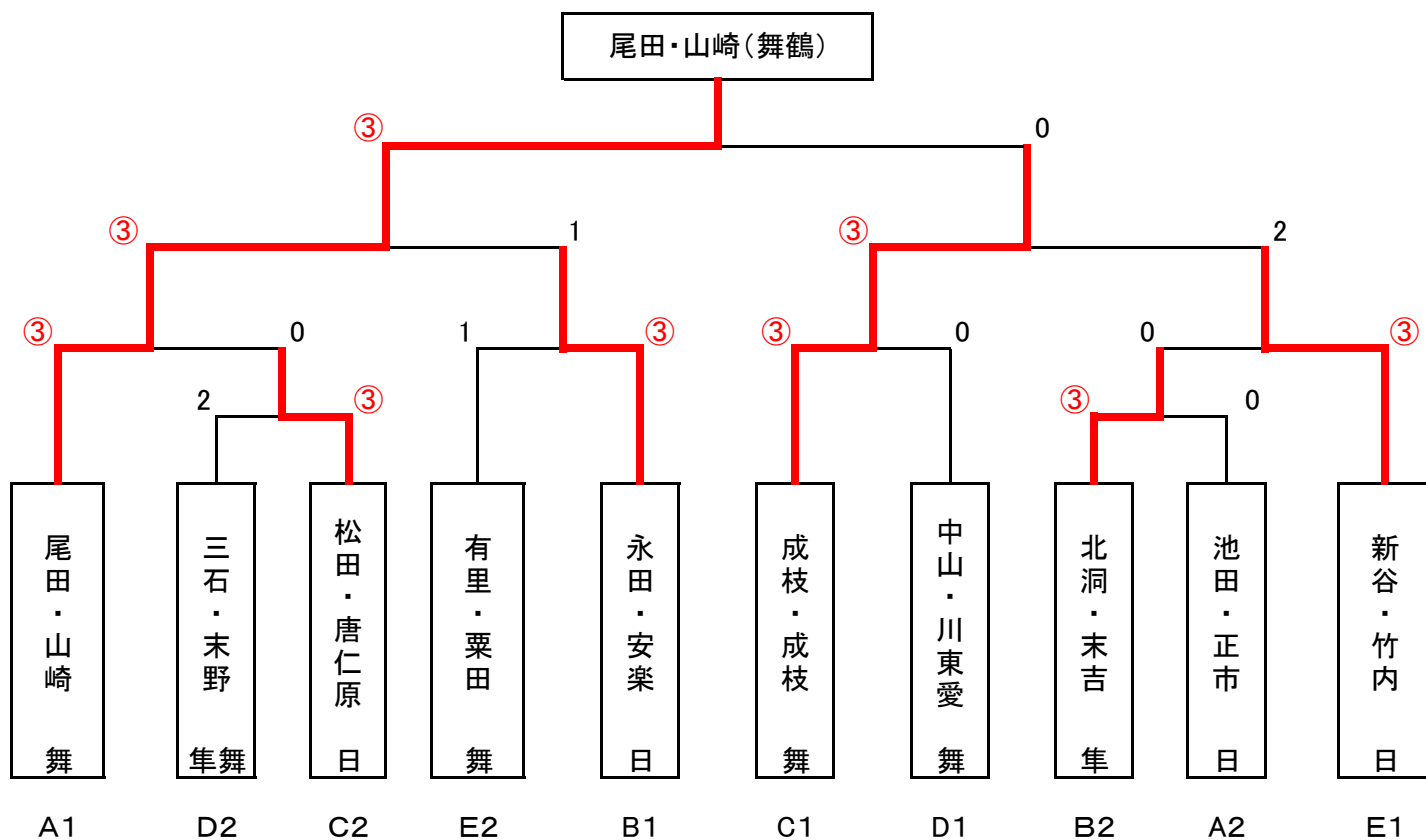 尾田・山崎(舞鶴)
③
0
③
1
③
2
③
0
1
③
③
0
0
③
2
③
③
0
尾田・山崎 舞
三石・末野 隼舞
松田・唐仁原 日
有里・粟田 舞
永田・安楽 日
成枝・成枝 舞
中山・川東愛 舞
北洞・末吉 隼
池田・正市 日
新谷・竹内 日
A1 D2 C2 E2 B1 C1 D1 B2 A2 E1